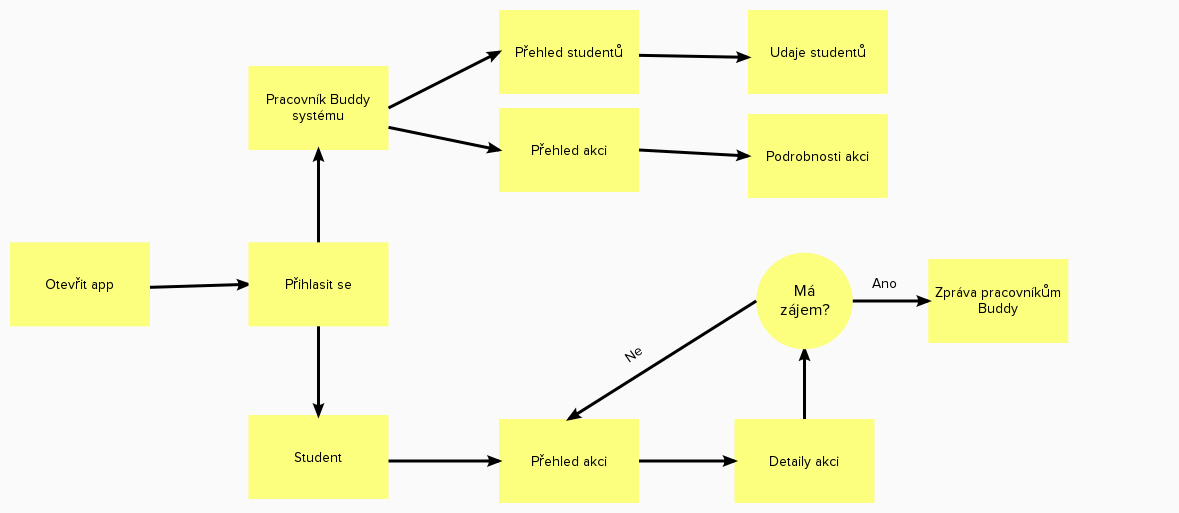 Přehled studentů
Udaje studentů
Pracovník Buddy
systému
Přehled akci
Podrobnosti akci
Otevřit app
Přihlasit se
Má
zájem?
Ano
Zpráva pracovníkům
Buddy
Ne
Student
Přehled akci
Detaily akci